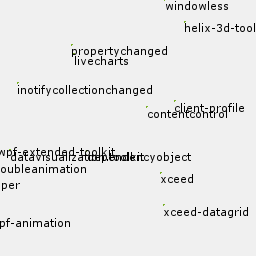 windowless
helix-3d-tool
propertychanged
livecharts
inotifycollectionchanged
client-profile
contentcontrol
wpf-extended-toolkit
datavisualizationtoolkit
dependencyobject
oubleanimation
xceed
per
xceed-datagrid
pf-animation